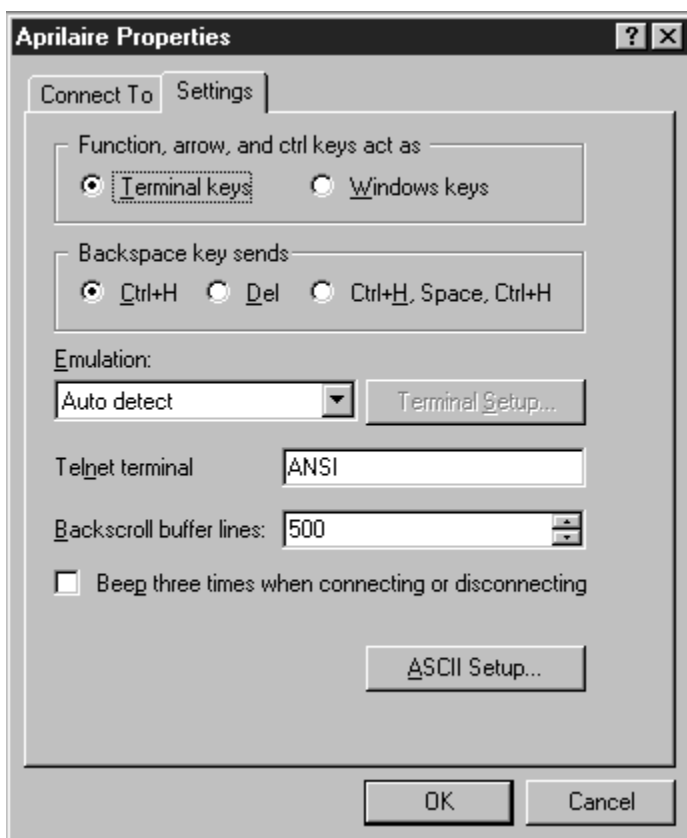 Aprilaire Properties
Connect To Settings
Function, arrow, and ctrl keys act as
Terminal keys Windows keys
Backspace key sends
Ctrl+H Del Ctrl+H, Space, Ctrl+H
Emulation:
Auto detect Terminal Setup...
Telnet terminal ANSI
Backscroll buffer lines: 500
Beep three times when connecting or disconnecting
ASCII Setup...
OK Cancel